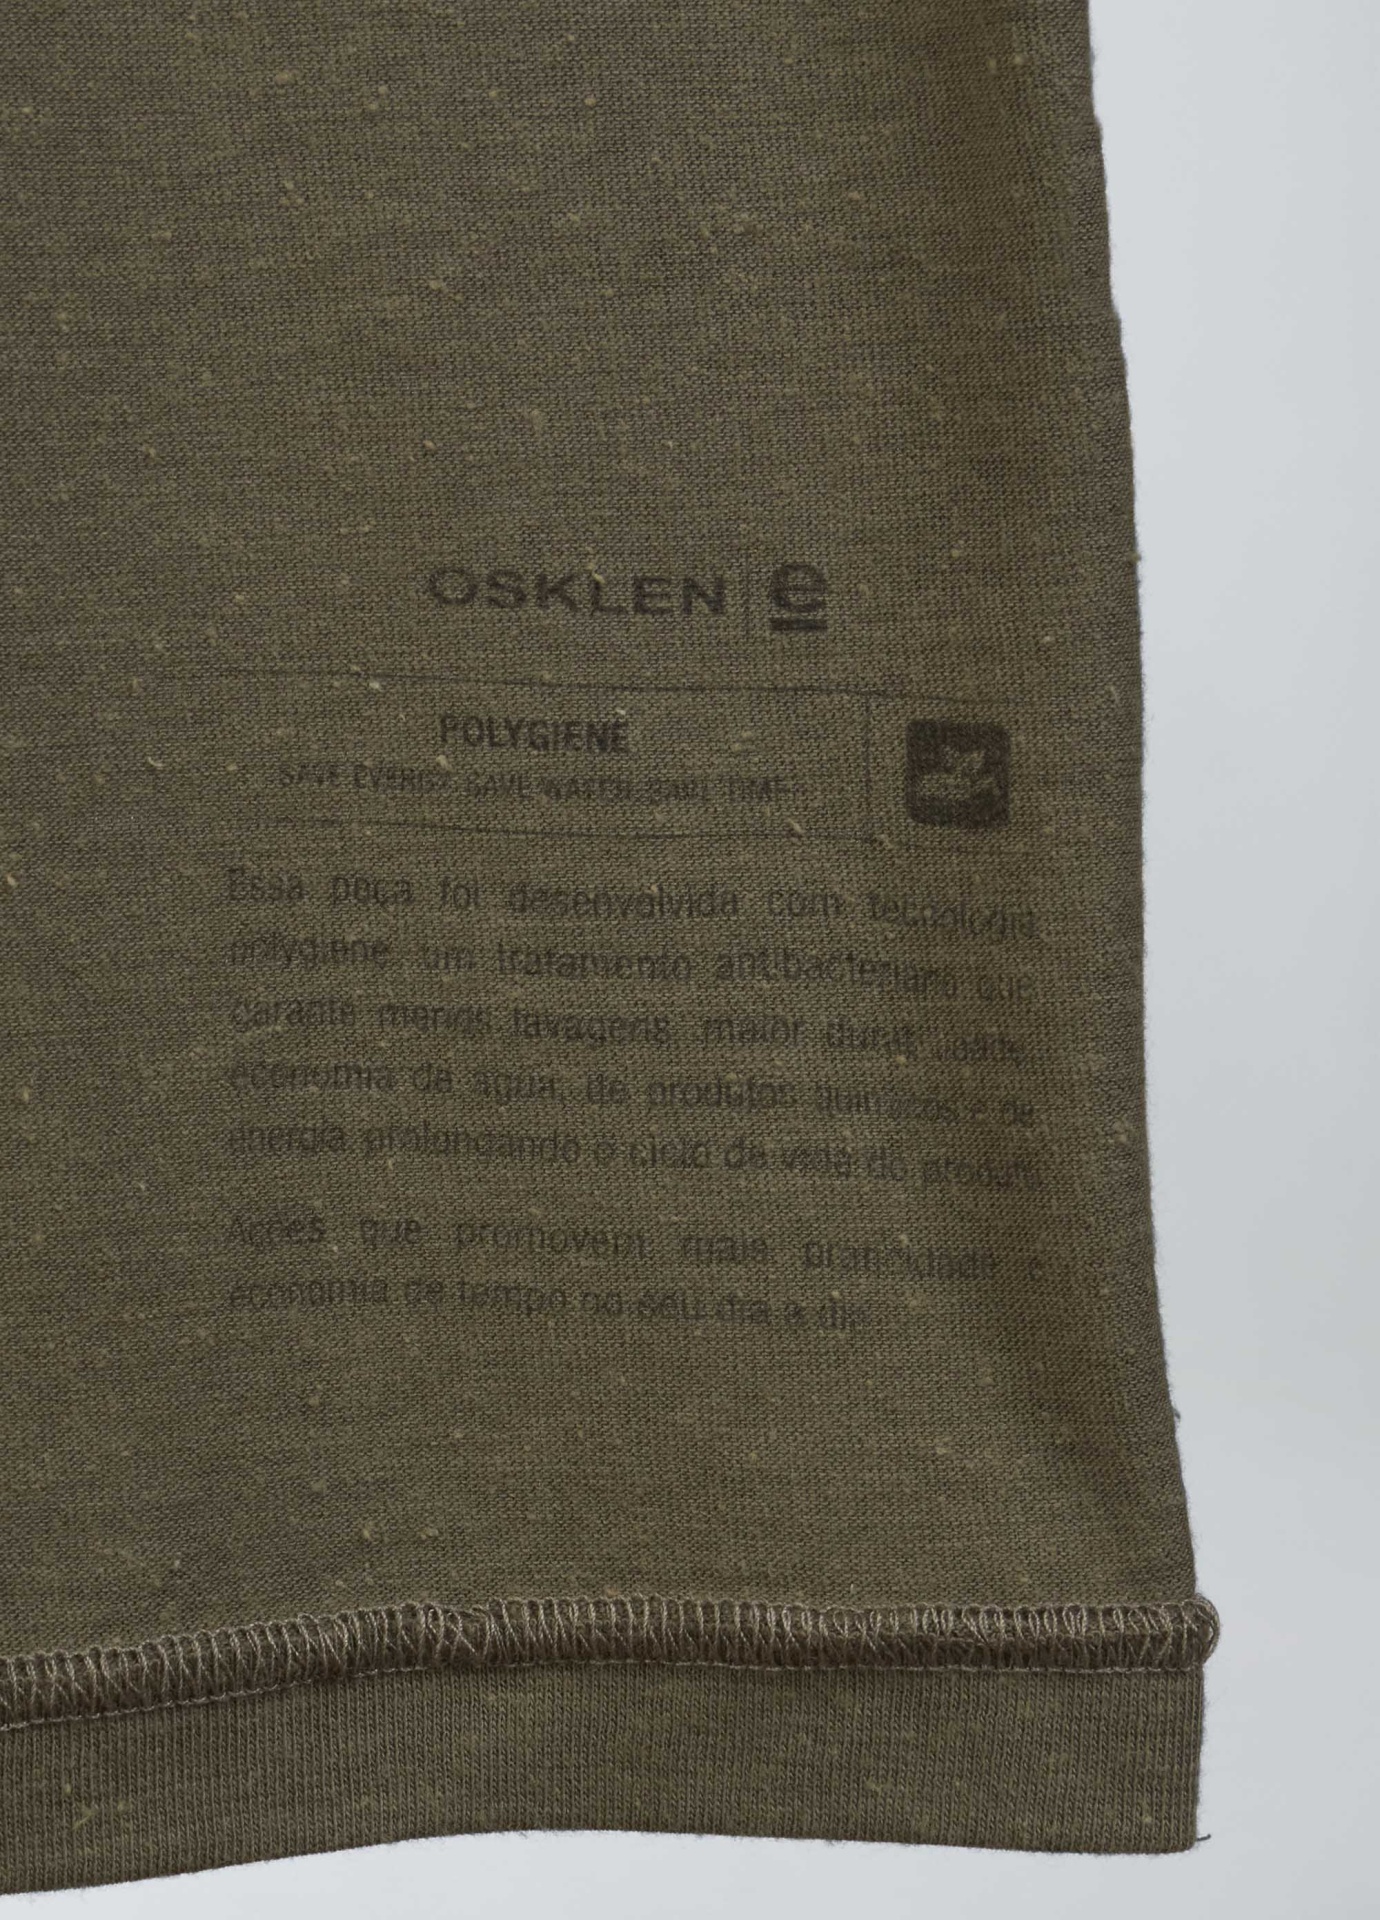 OSKLEN e
POLYGIENE
SAVE ENERGY SAVE WATER SAVE TIME
Essa peça foi desenvolvida com tecnologia
polygiene, um tratamento antibacteriano que
garante menos lavagens, maior durabilidade,
economia de água, de produtos químicos e de
energia prolongando o ciclo de vida do produto
Ações que promovem mais praticidade e
economia de tempo no seu dia a dia